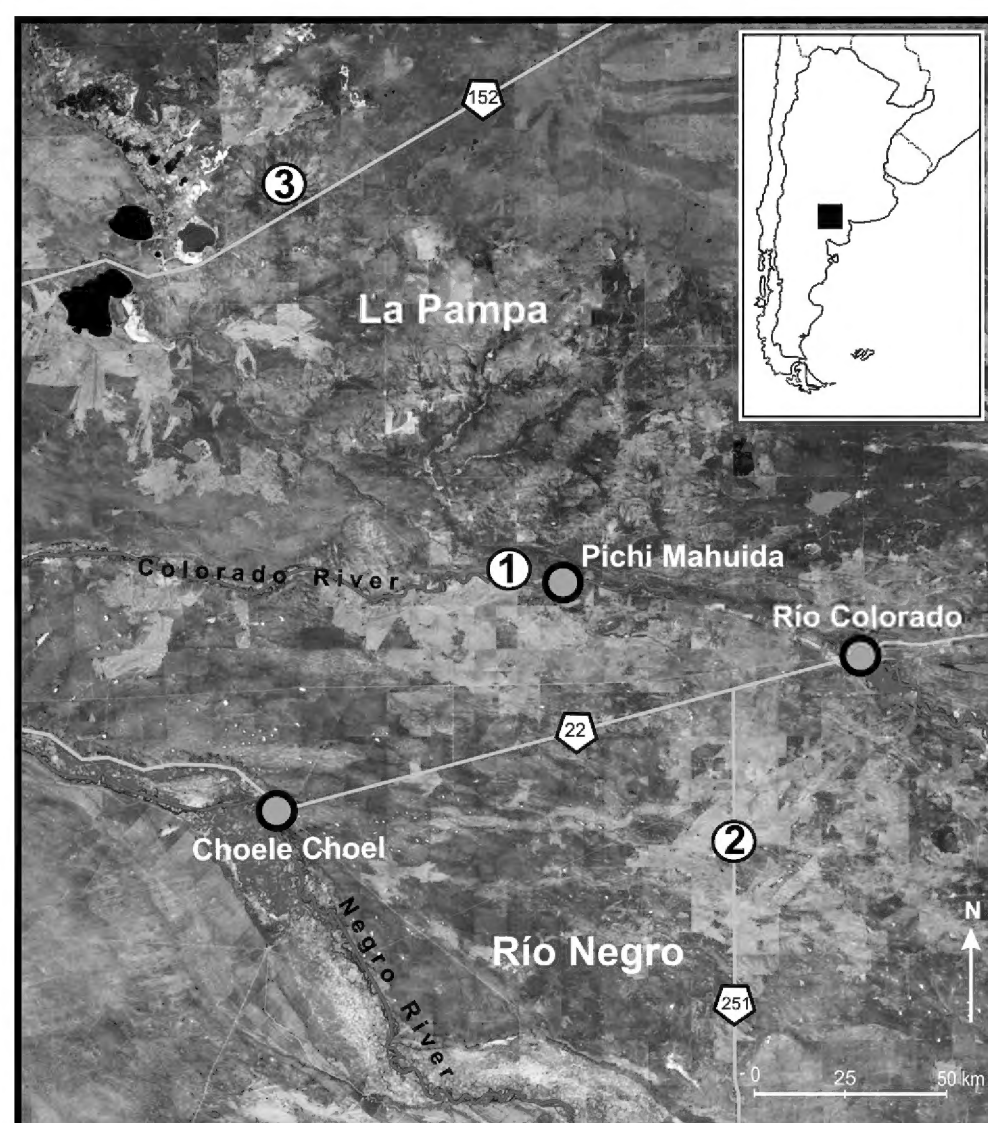 152
3
La Pampa
1
Pichi Mahuida
Colorado River
Río Colorado
22
Choele Choel
2
Negro River
Río Negro
N
251
0 25 50 km